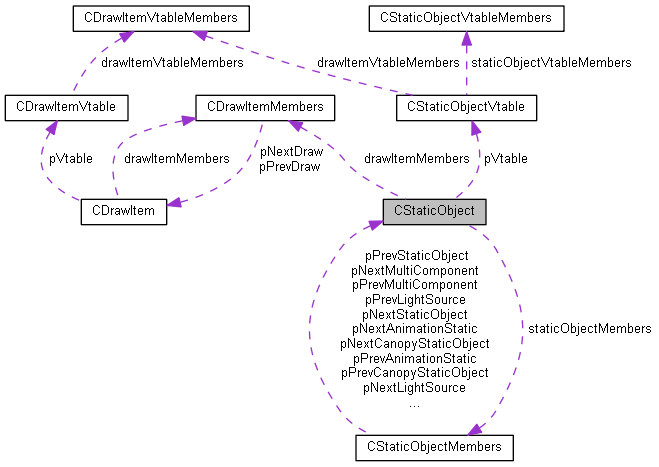 CDrawItemVtableMembers
CStaticObjectVtableMembers
drawItemVtableMembers
drawItemVtableMembers
staticObjectVtableMembers
CDrawItemVtable
CDrawItemMembers
CStaticObjectVtable
pVtable
drawItemMembers
pNextDraw
pPrevDraw
drawItemMembers
pVtable
CDrawItem
CStaticObject
pPrevStaticObject
pNextMultiComponent
pPrevMultiComponent
pPrevLightSource
pNextStaticObject
pNextAnimationStatic
pNextCanopyStaticObject
pPrevAnimationStatic
pPrevCanopyStaticObject
pNextLightSource
...
staticObjectMembers
CStaticObjectMembers